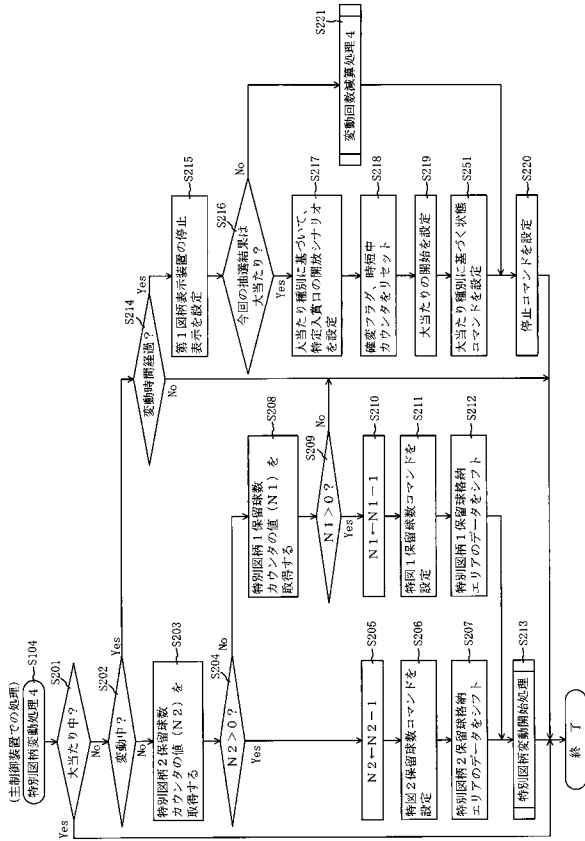 (主制御装置での処理)
特別図柄変動処理4
S104
大当たり中?
S201
Yes
No
変動中?
S202
Yes
No
特別図柄2保留球数
カウンタの値(N2)を
取得する
S203
N2>0?
S204
No
Yes
N2←N2-1
S205
特図2保留球数コマンドを
設定
S206
特別図柄2保留球格納
エリアのデータをシフト
S207
特別図柄1保留球数
カウンタの値(N1)を
取得する
S208
N1>0?
S209
No
Yes
N1←N1-1
S210
特図1保留球数コマンドを
設定
S211
特別図柄1保留球格納
エリアのデータをシフト
S212
特別図柄変動開始処理
S213
変動時間経過?
S214
Yes
No
第1図柄表示装置の停止
表示を設定
S215
今回の抽選結果は
大当たり?
S216
No
Yes
大当たり種別に基づいて、
特定入賞口の開放シナリオ
を設定
S217
確変フラグ、時短中
カウンタをリセット
S218
大当たりの開始を設定
S219
大当たり種別に基づく状態
コマンドを設定
S251
停止コマンドを設定
S220
変動回数減算処理4
S221
終了